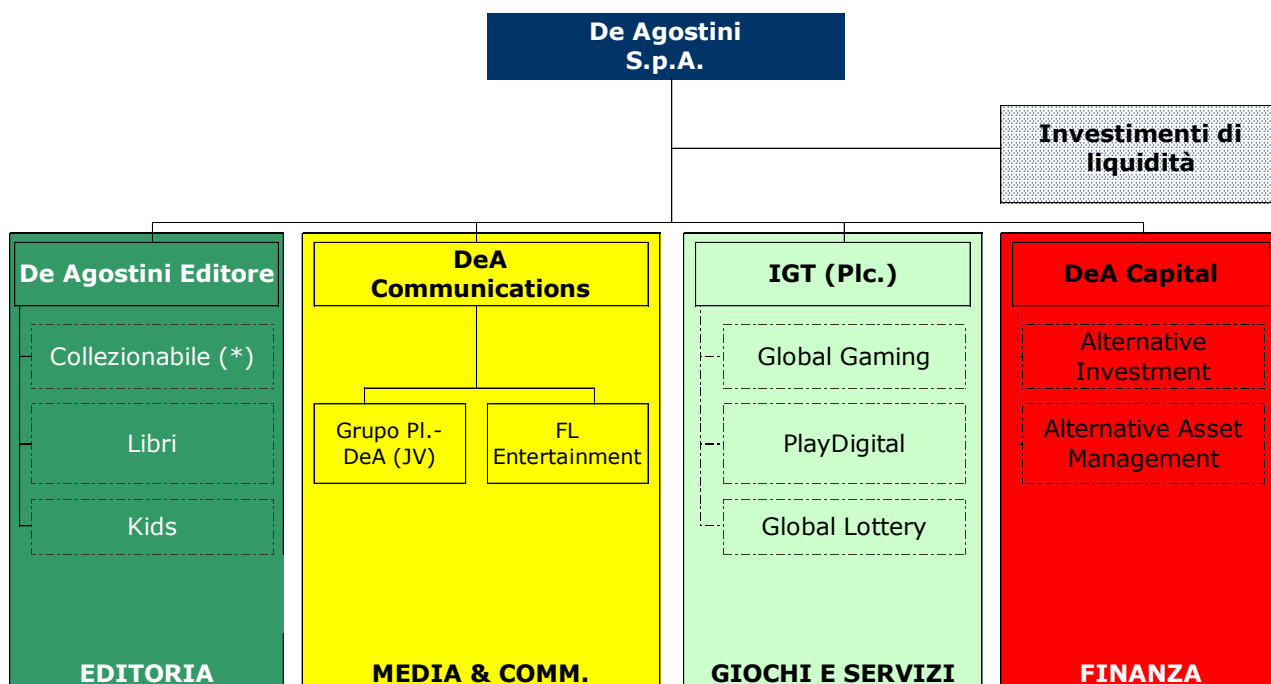 De Agostini
S.p.A.
Investimenti di
liquidità
De Agostini Editore
Collezionabile (*)
Libri
Kids
EDITORIA
DeA
Communications
Grupo Pl.-
DeA (JV)
FL
Entertainment
MEDIA & COMM.
IGT (Plc.)
Global Gaming
PlayDigital
Global Lottery
GIOCHI E SERVIZI
DeA Capital
Alternative
Investment
Alternative Asset
Management
FINANZA